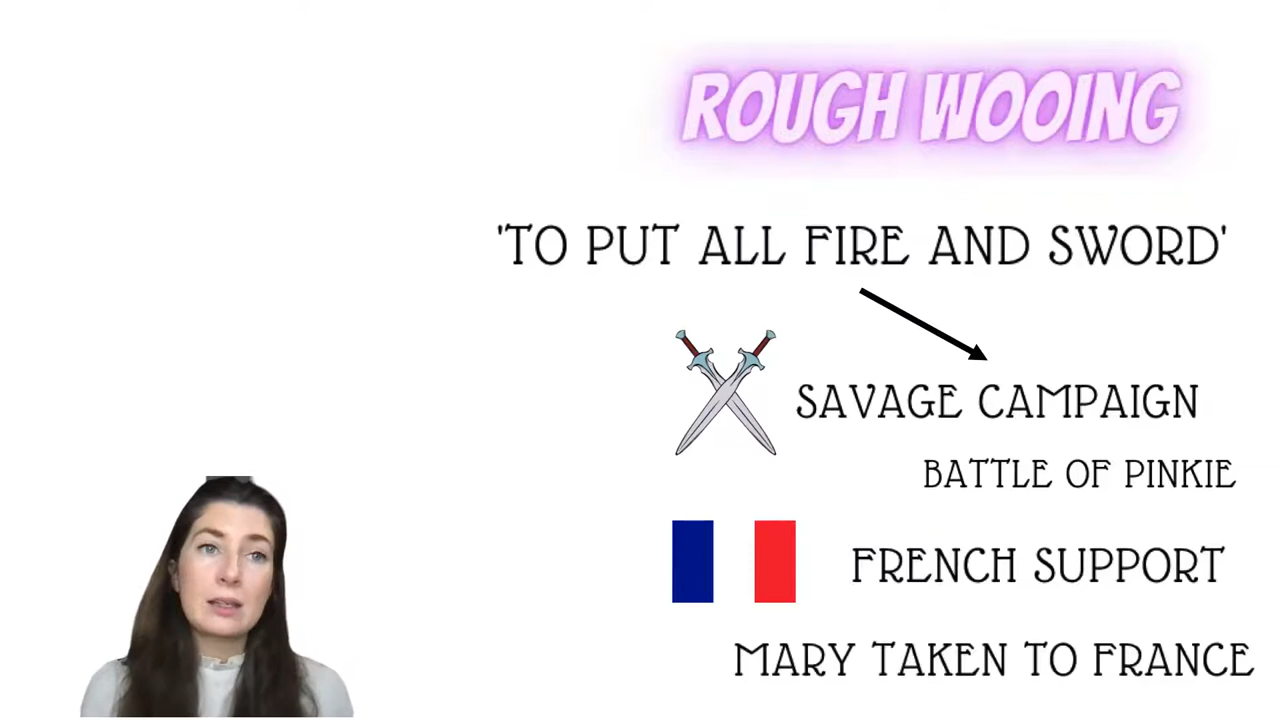 ROUGH WOOING
'TO PUT ALL FIRE AND SWORD'
SAVAGE CAMPAIGN
BATTLE OF PINKIE
FRENCH SUPPORT
MARY TAKEN TO FRANCE